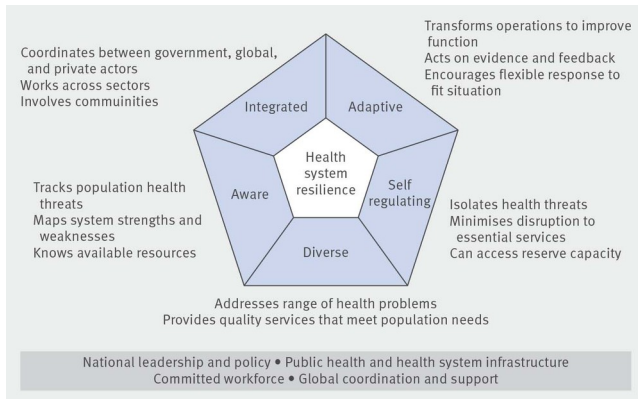 Coordinates between government, global,
and private actors
Works across sectors
Involves commuinities
Transforms operations to improve
function
Acts on evidence and feedback
Encourages flexible response to
fit situation
Integrated
Adaptive
Health
system
resilience
Aware
Self
regulating
Diverse
Tracks population health
threats
Maps system strengths and
weaknesses
Knows available resources
Isolates health threats
Minimises disruption to
essential services
Can access reserve capacity
Addresses range of health problems
Provides quality services that meet population needs
National leadership and policy • Public health and health system infrastructure
Committed workforce • Global coordination and support